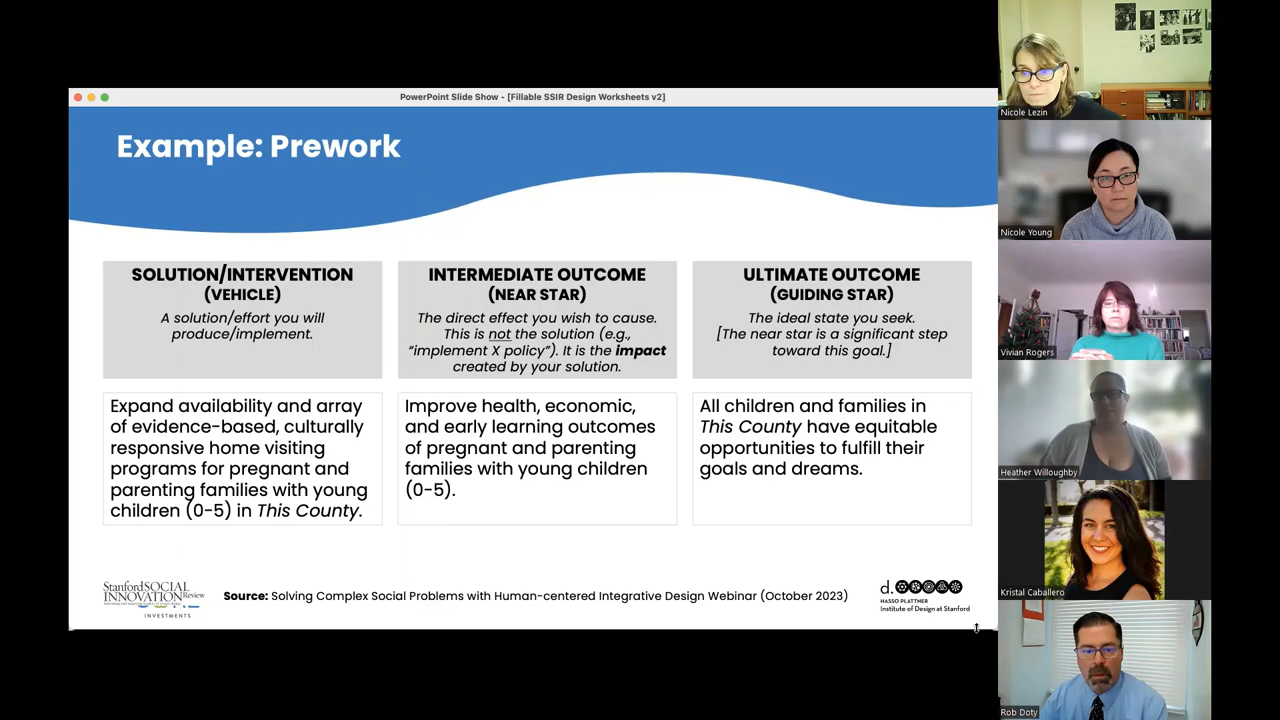 PowerPoint Slide Show - [Fillable SSIR Design Worksheets v2]
Example: Prework
SOLUTION/INTERVENTION
(VEHICLE)
A solution/effort you will
produce/implement.
Expand availability and array
of evidence-based, culturally
responsive home visiting
programs for pregnant and
parenting families with young
children (0-5) in This County.
INTERMEDIATE OUTCOME
(NEAR STAR)
The direct effect you wish to cause.
This is not the solution (e.g.,
“implement X policy”). It is the impact
created by your solution.
Improve health, economic,
and early learning outcomes
of pregnant and parenting
families with young children
(0-5).
ULTIMATE OUTCOME
(GUIDING STAR)
The ideal state you seek.
[The near star is a significant step
toward this goal.]
All children and families in
This County have equitable
opportunities to fulfill their
goals and dreams.
Stanford SOCIAL
INNOVATION Review
INVESTMENTS
Source: Solving Complex Social Problems with Human-centered Integrative Design Webinar (October 2023)
d.
HASSO PLATTNER
Institute of Design at Stanford
Nicole Lezin
Nicole Young
Vivian Rogers
Heather Willoughby
Kristal Caballero
Rob Doty